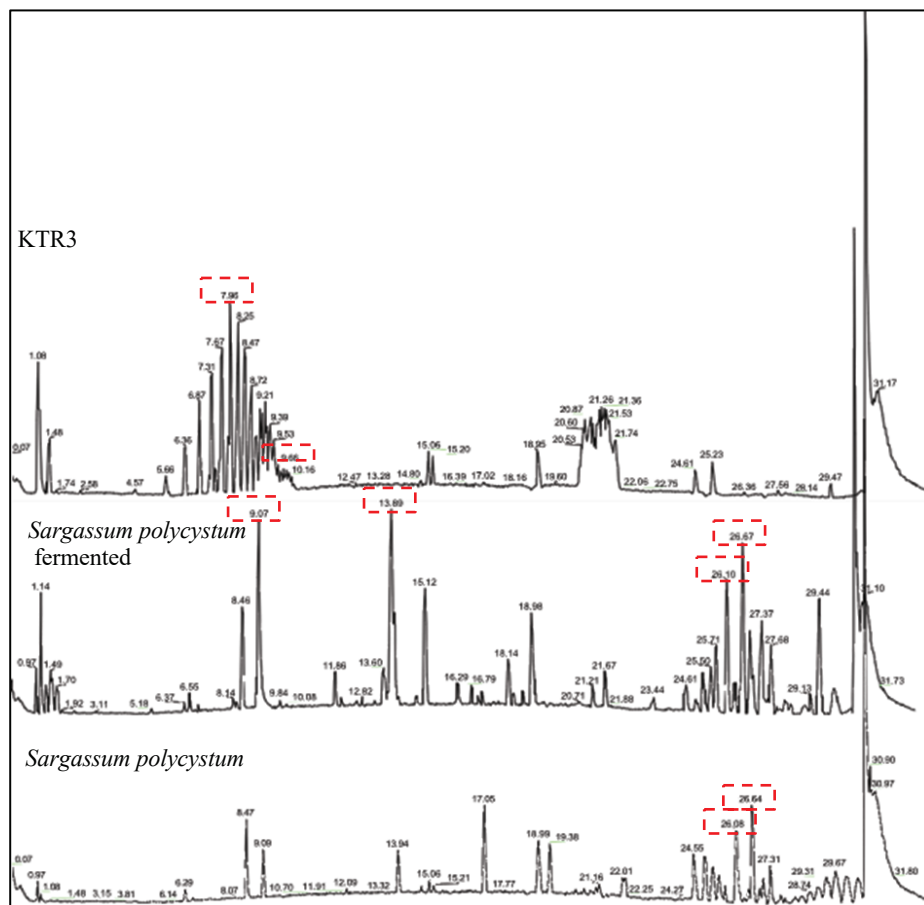 KTR3
7.95
8.25
7.67 8.47
1.08 7.31 8.72
6.87 9.21
9.39
1.48 6.36 9.53
0.07 5.66 9.66
1.74 2.58 4.57 10.16 12.47 13.28 14.80 15.06 15.20 16.39 17.02 18.16 18.95 19.60
20.53 20.60 20.87 21.26 21.36 21.53 21.74
22.06 22.75 24.61 25.23 26.36 27.56 28.14 29.47 31.17
Sargassum polycystum
fermented
9.07 13.89 26.67
26.10
1.14 8.46 15.12 18.98 29.44 31.10
0.97 1.49 1.70 1.92 3.11 5.18 6.37 6.55 8.14 9.84 10.08 11.86 12.82 13.60 16.29 16.79 18.14 20.71 21.21 21.67 21.88 23.44 24.61 25.50 25.71 27.37 27.68 29.13 31.73
Sargassum polycystum
26.64
26.08
17.05
30.90
30.97
8.47 9.09 13.94 18.99 19.38
0.07 0.97 1.08 1.48 3.15 3.81 6.14 6.29 8.07 10.70 11.91 12.09 13.32 15.06 15.21 17.77 21.16 22.01 22.25 24.27 24.55 27.31 28.74 29.31 29.67 31.80